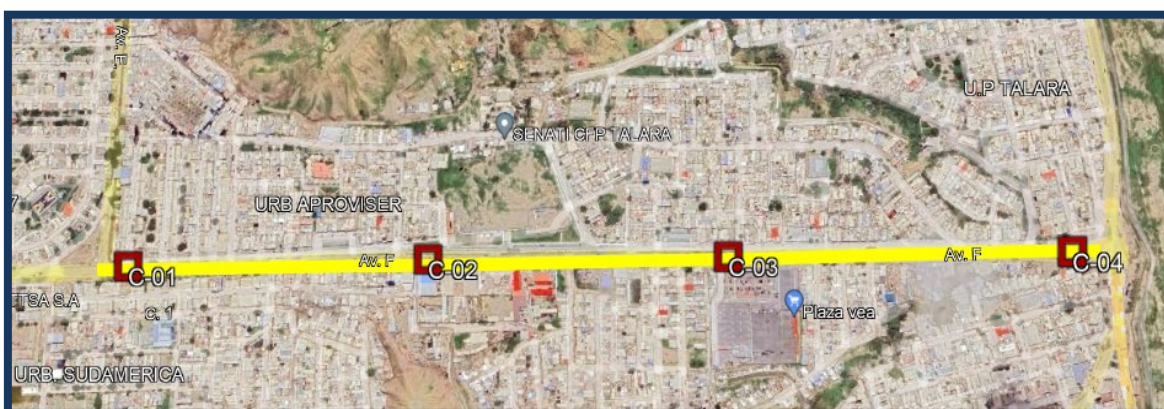 Av. E
U.P TALARA
SENATI CFP TALARA
URB APROVISER
Av. F
Av. F
C-01
C-02
C-03
C-04
ETSA S.A
C. 1
Plaza vea
URB. SUDAMERICA